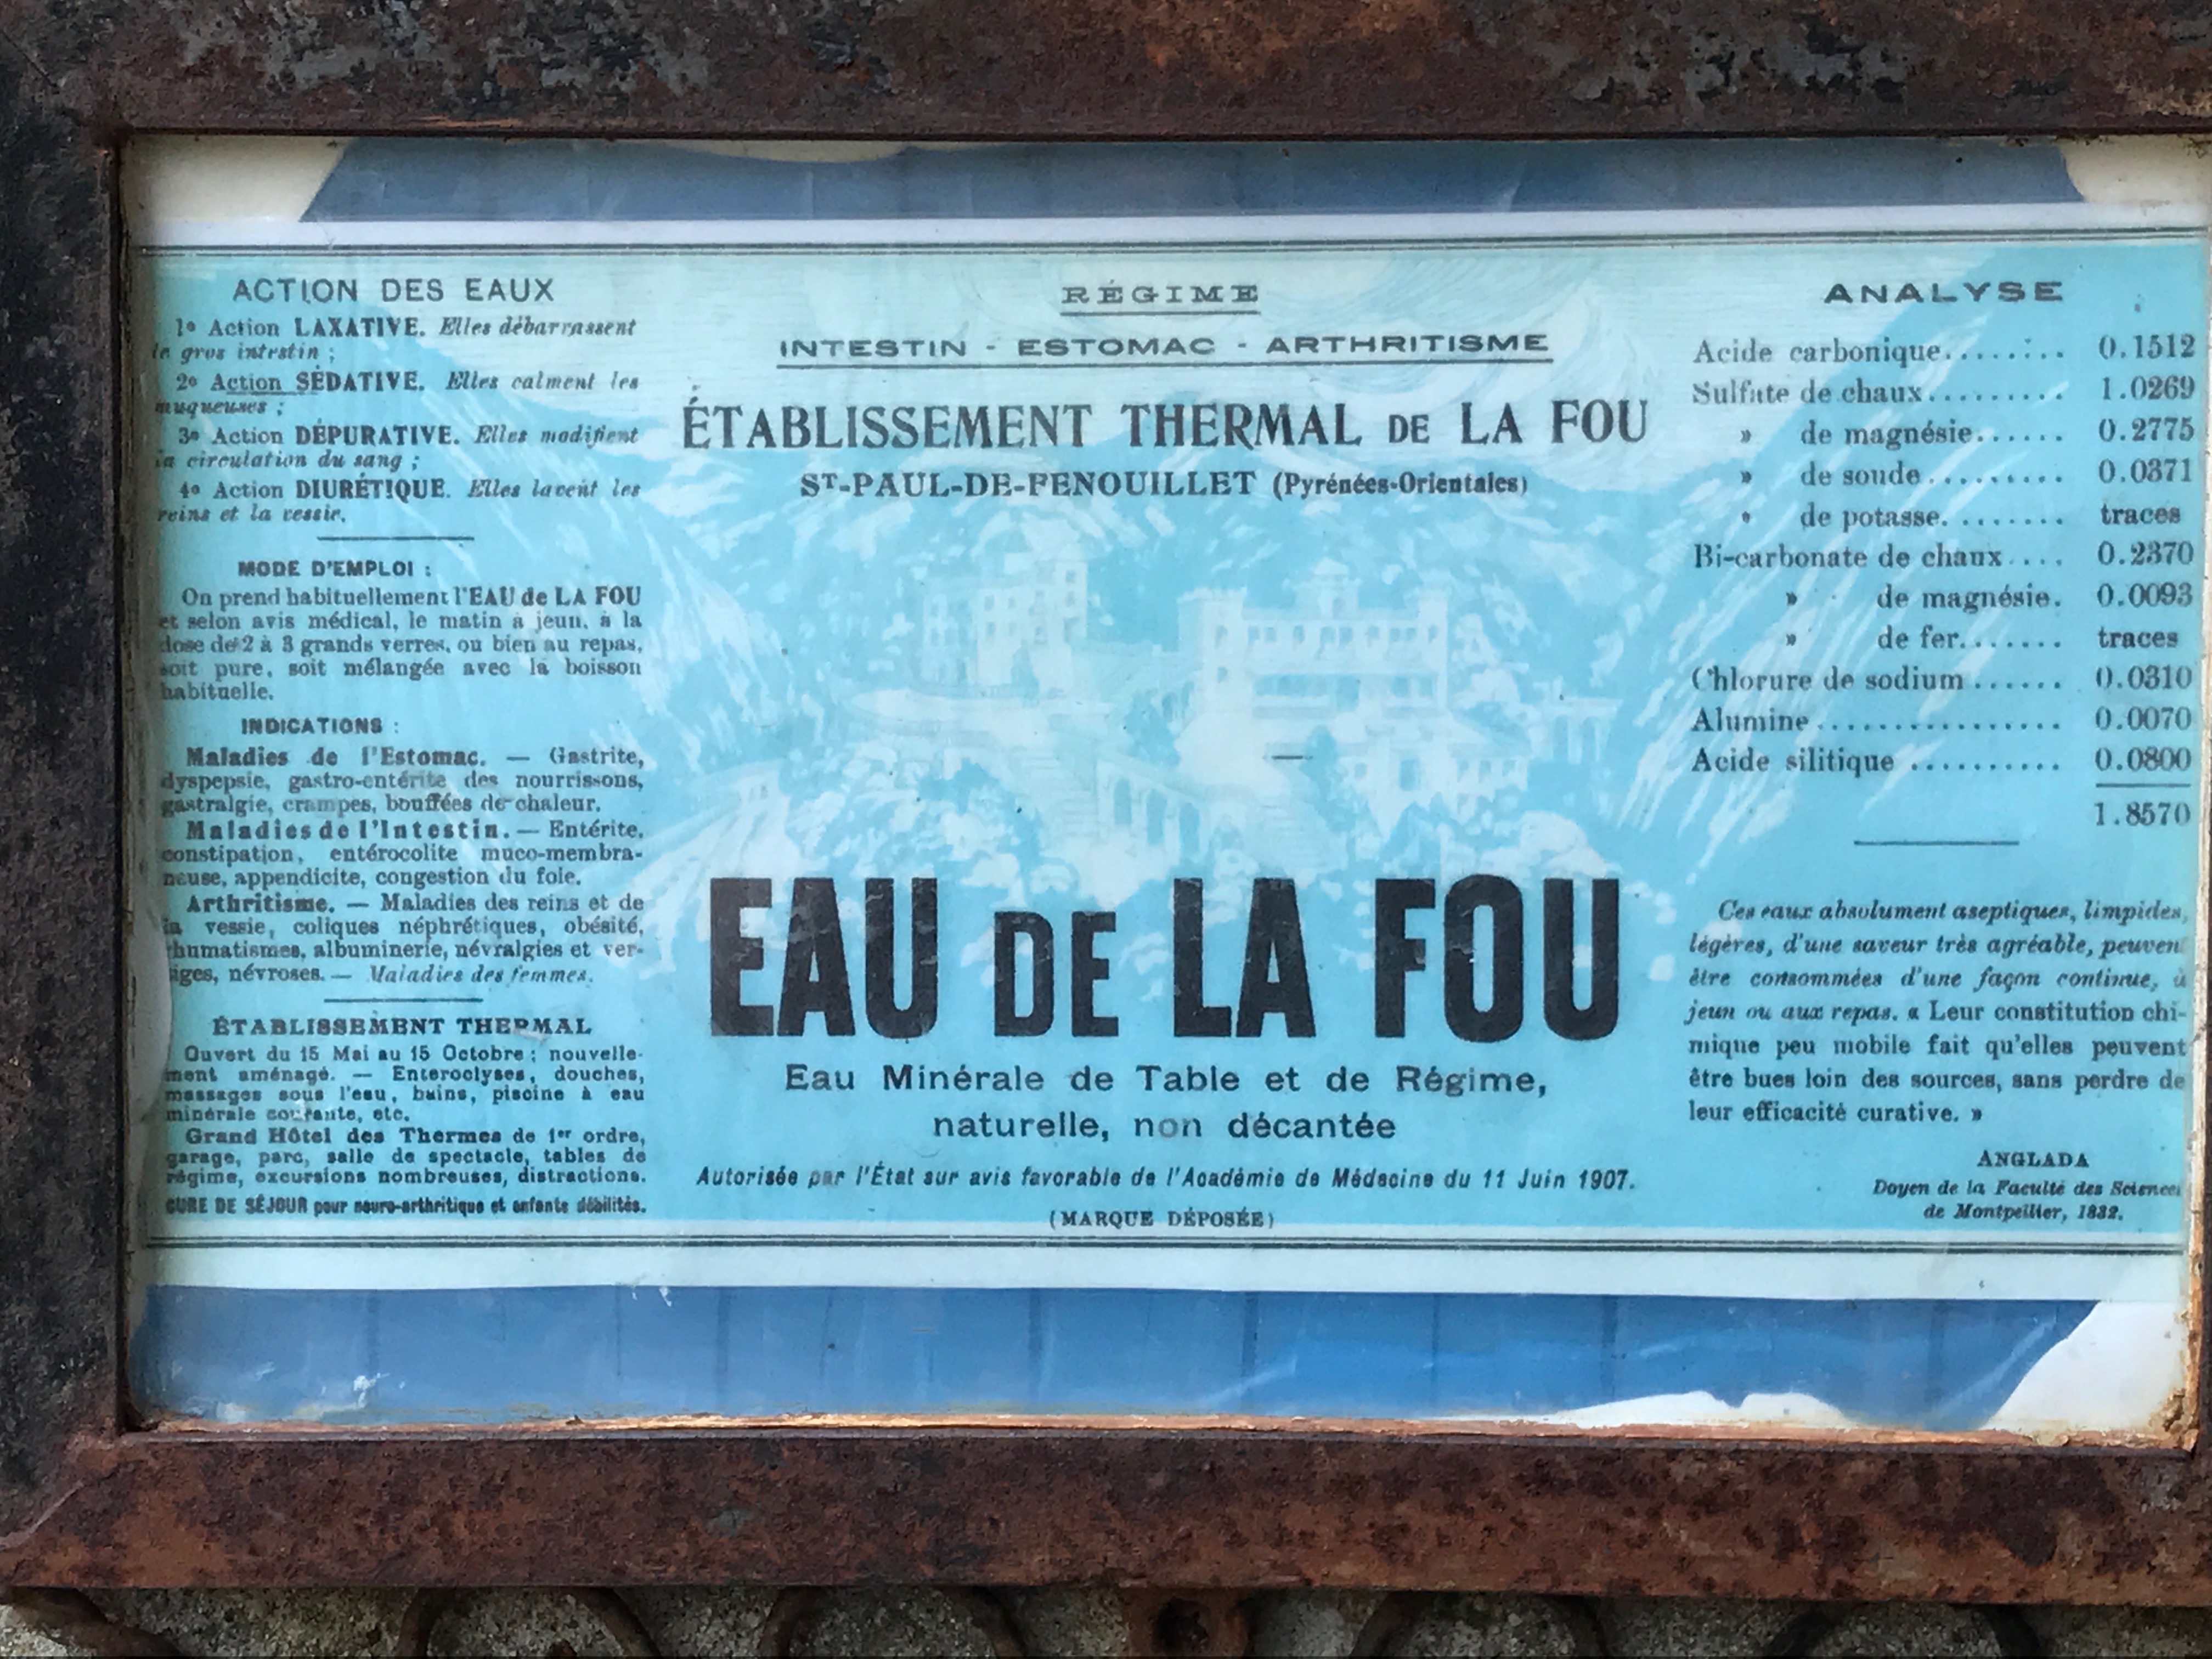 ACTION DES EAUX
1º Action LAXATIVE. Elles débarrassent
le gros intestin ;
2º Action SÉDATIVE. Elles calment les
muqueuses ;
3º Action DÉPURATIVE. Elles modifient
la circulation du sang ;
4º Action DIURÉTIQUE. Elles lavent les
reins et la vessie.
MODE D'EMPLOI :
On prend habituellement l'EAU de LA FOU
et selon avis médical, le matin à jeun, à la
dose de 2 à 3 grands verres, ou bien au repas,
soit pure, soit mélangée avec la boisson
habituelle.
INDICATIONS :
Maladies de l'Estomac. — Gastrite,
dyspepsie, gastro-entérite des nourrissons,
gastralgie, crampes, bouffées de chaleur.
Maladies de l'Intestin. — Entérite,
constipation, entérocolite muco-membra-
neuse, appendicite, congestion du foie.
Arthritisme. — Maladies des reins et de
la vessie, coliques néphrétiques, obésité,
rhumatismes, albuminerie, névralgies et ver-
tiges, névroses. — Maladies des femmes.
ÉTABLISSEMENT THERMAL
Ouvert du 15 Mai au 15 Octobre ; nouvelle-
ment aménagé. — Enteroclyses, douches,
massages sous l'eau, bains, piscine à eau
minérale courante, etc.
Grand Hôtel des Thermes de 1er ordre,
garage, parc, salle de spectacle, tables de
régime, excursions nombreuses, distractions.
CURE DE SÉJOUR pour neuro-arthritique et enfants débilités.
RÉGIME
INTESTIN - ESTOMAC - ARTHRITISME
ÉTABLISSEMENT THERMAL DE LA FOU
ST-PAUL-DE-FENOUILLET (Pyrénées-Orientales)
EAU DE LA FOU
Eau Minérale de Table et de Régime,
naturelle, non décantée
Autorisée par l'État sur avis favorable de l'Académie de Médecine du 11 Juin 1907.
(MARQUE DÉPOSÉE)
ANALYSE
Acide carbonique........ 0.1512
Sulfate de chaux......... 1.0269
» de magnésie...... 0.2775
» de soude......... 0.0371
» de potasse........ traces
Bi-carbonate de chaux.... 0.2370
» de magnésie. 0.0093
» de fer....... traces
Chlorure de sodium...... 0.0310
Alumine................ 0.0070
Acide silitique .......... 0.0800
1.8570
Ces eaux absolument aseptiques, limpides,
légères, d'une saveur très agréable, peuvent
être consommées d'une façon continue, à
jeun ou aux repas. « Leur constitution chi-
mique peu mobile fait qu'elles peuvent
être bues loin des sources, sans perdre de
leur efficacité curative. »
ANGLADA
Doyen de la Faculté des Sciences
de Montpellier, 1832.